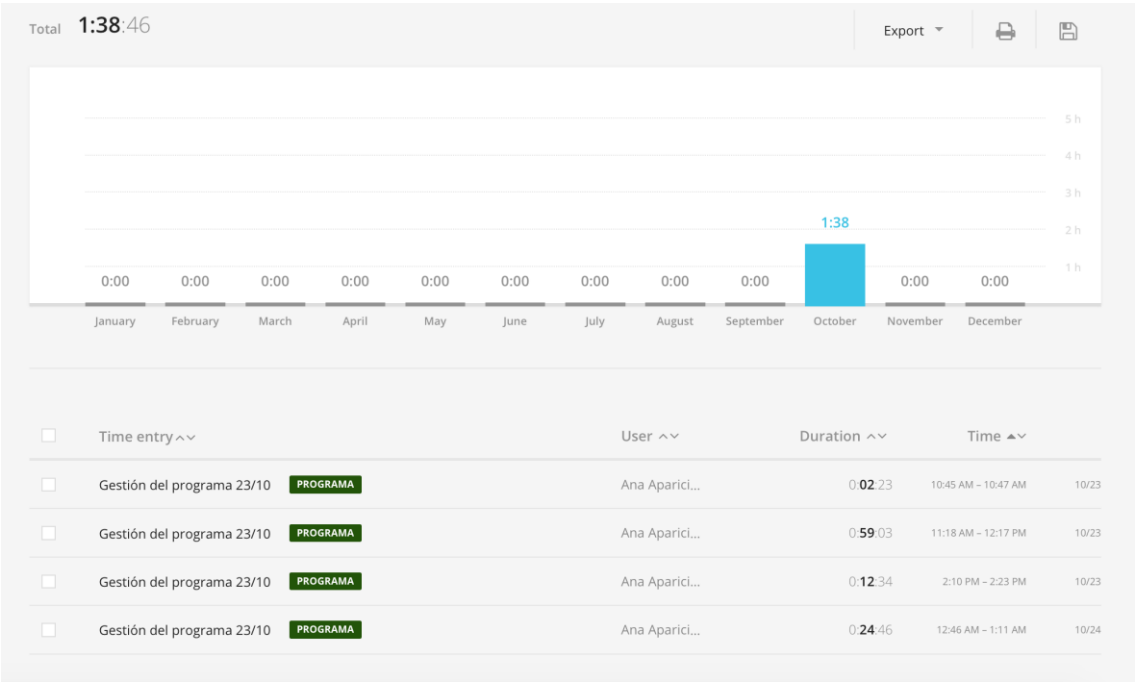 Total 1:38:46 Export
5 h
4 h
3 h
1:38
2 h
1 h
0:00 0:00 0:00 0:00 0:00 0:00 0:00 0:00 0:00 0:00 0:00
January February March April May June July August September October November December
Time entry User Duration Time
Gestión del programa 23/10 PROGRAMA Ana Aparici... 0:02:23 10:45 AM – 10:47 AM 10/23
Gestión del programa 23/10 PROGRAMA Ana Aparici... 0:59:03 11:18 AM – 12:17 PM 10/23
Gestión del programa 23/10 PROGRAMA Ana Aparici... 0:12:34 2:10 PM – 2:23 PM 10/23
Gestión del programa 23/10 PROGRAMA Ana Aparici... 0:24:46 12:46 AM – 1:11 AM 10/24